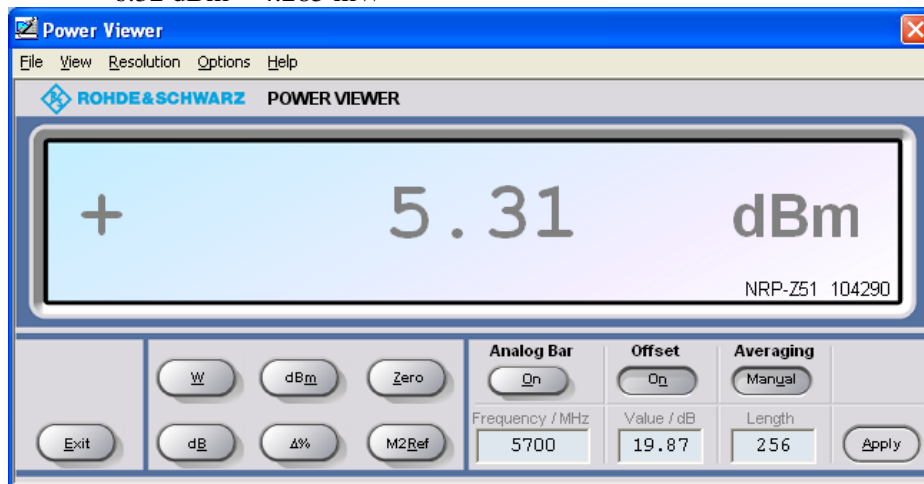 Power Viewer
File View Resolution Options Help
ROHDE&SCHWARZ POWER VIEWER
+ 5.31 dBm
NRP-Z51 104290
Analog Bar Offset Averaging
W dBm Zero On On Manual
Frequency / MHz Value / dB Length
Exit dB Δ% M2Ref 5700 19.87 256 Apply